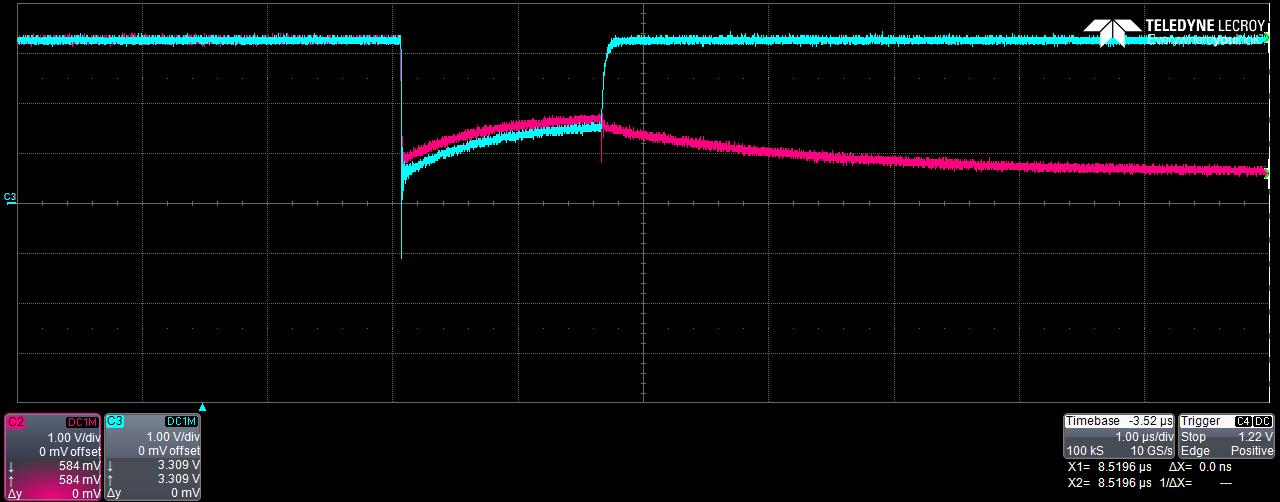 TELEDYNE LECROY
Everywhereyoulook
C3
C2 DC1M
1.00 V/div
0 mV offset
↓ 584 mV
↑ 584 mV
Δy 0 mV
C3 DC1M
1.00 V/div
0 mV offset
↓ 3.309 V
↑ 3.309 V
Δy 0 mV
Timebase -3.52 µs
1.00 µs/div
100 kS 10 GS/s
Trigger C4 DC
Stop 1.22 V
Edge Positive
X1= 8.5196 µs ΔX= 0.0 ns
X2= 8.5196 µs 1/ΔX= ---